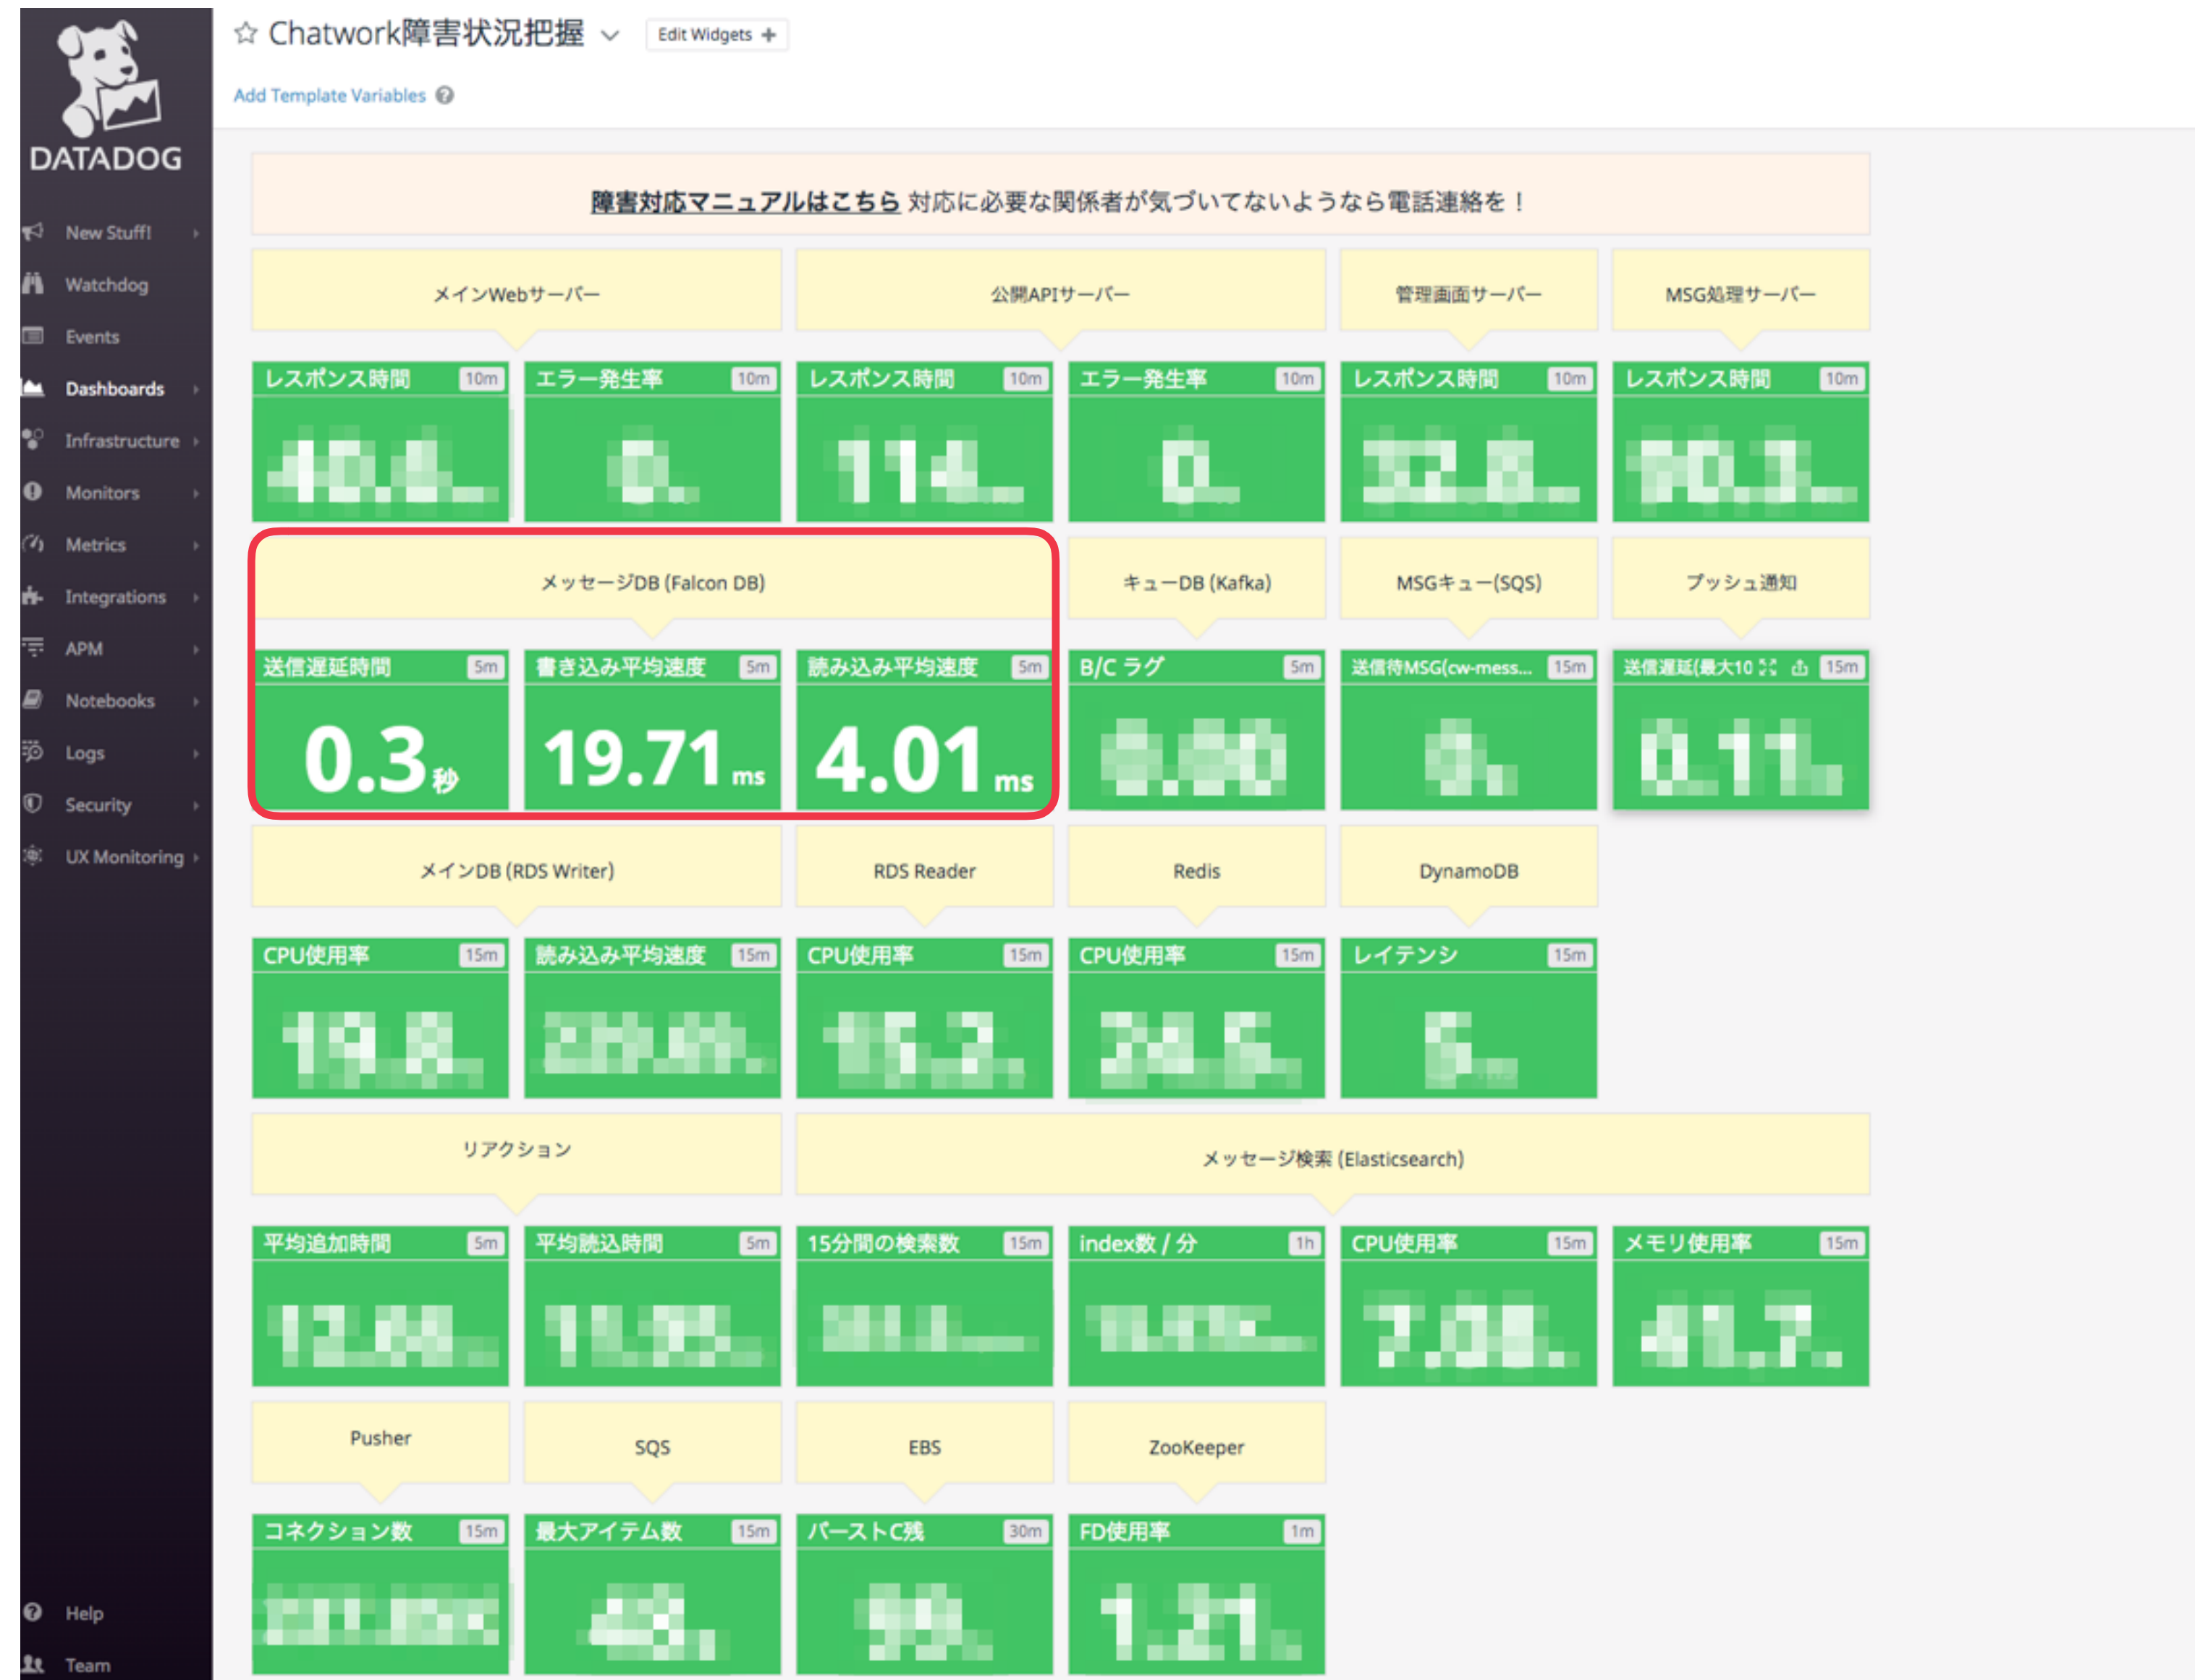 DATADOG
New Stuff!
Watchdog
Events
Dashboards
Infrastructure
Monitors
Metrics
Integrations
APM
Notebooks
Logs
Security
UX Monitoring
Help
Team
Chatwork障害状況把握
Edit Widgets +
Add Template Variables ?
障害対応マニュアルはこちら 対応に必要な関係者が気づいてないようなら電話連絡を！
メインWebサーバー 公開APIサーバー 管理画面サーバー MSG処理サーバー
レスポンス時間 10m エラー発生率 10m レスポンス時間 10m エラー発生率 10m レスポンス時間 10m レスポンス時間 10m
メッセージDB (Falcon DB) キューDB (Kafka) MSGキュー(SQS) プッシュ通知
送信遅延時間 5m 書き込み平均速度 5m 読み込み平均速度 5m B/C ラグ 5m 送信待MSG(cw-mess... 15m 送信遅延(最大10 15m
0.3秒 19.71 ms 4.01 ms
メインDB (RDS Writer) RDS Reader Redis DynamoDB
CPU使用率 15m 読み込み平均速度 15m CPU使用率 15m CPU使用率 15m レイテンシ 15m
リアクション メッセージ検索 (Elasticsearch)
平均追加時間 5m 平均読込時間 5m 15分間の検索数 15m index数 / 分 1h CPU使用率 15m メモリ使用率 15m
Pusher SQS EBS ZooKeeper
コネクション数 15m 最大アイテム数 15m バーストC残 30m FD使用率 1m